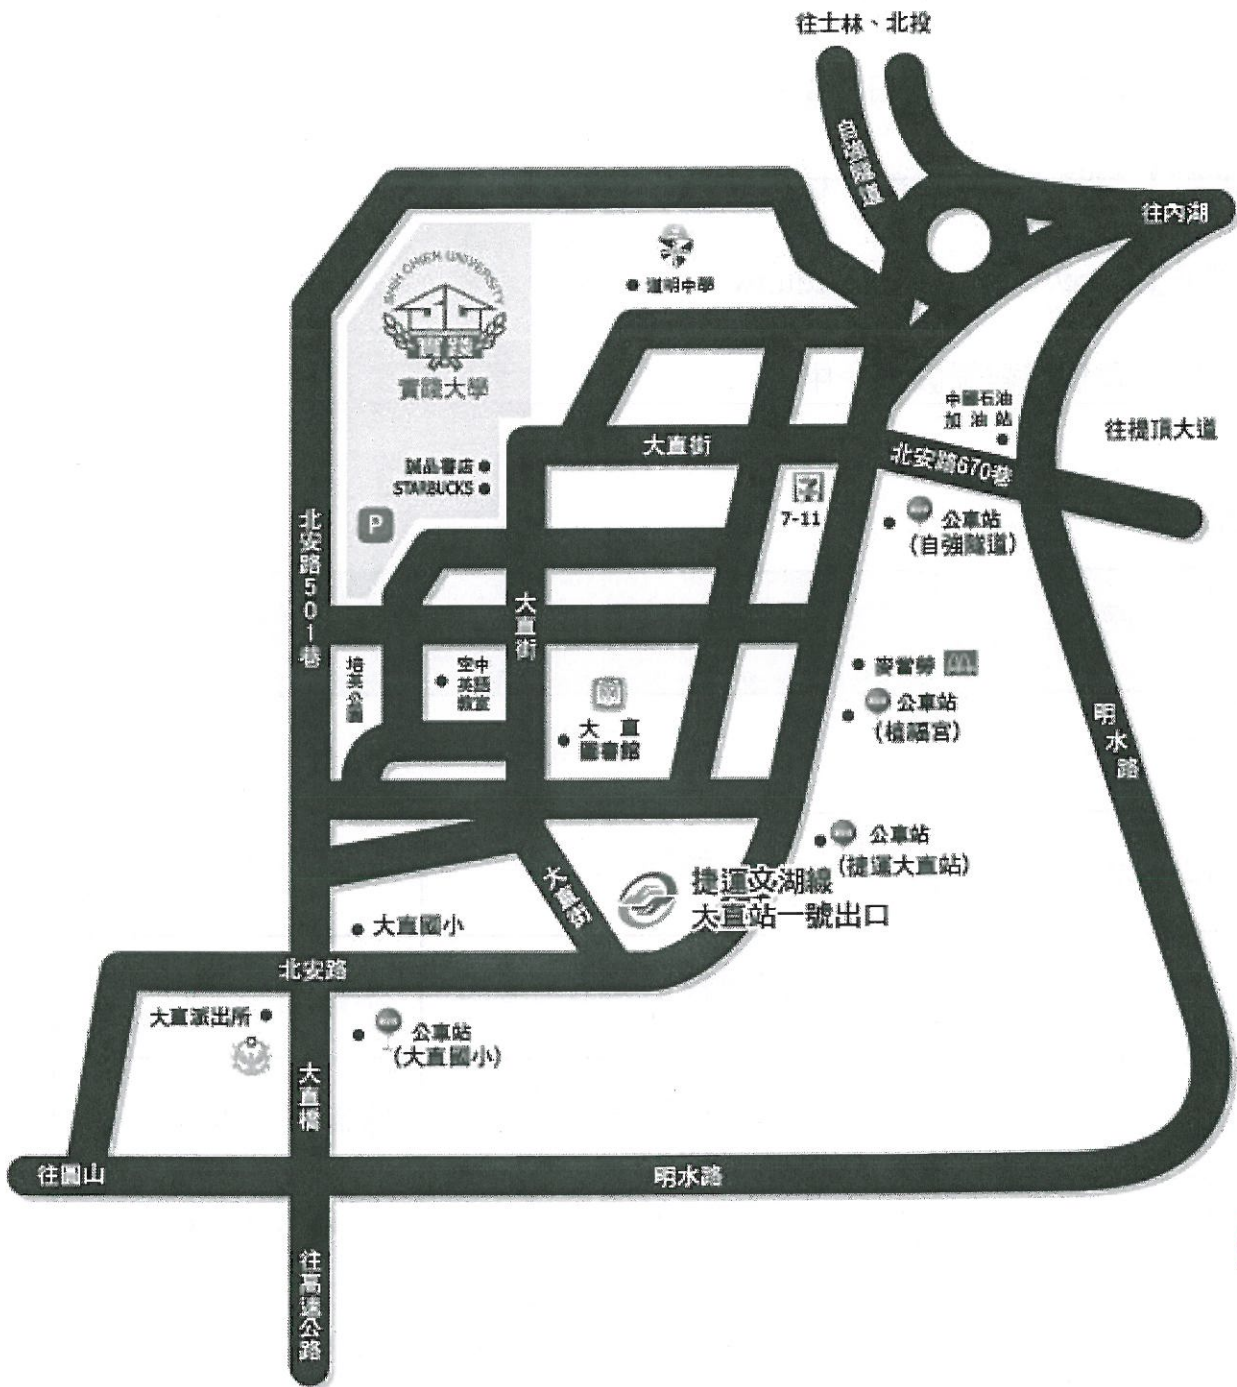 往士林、北投
自強隧道
往內湖
SHIH CHIEN UNIVERSITY
實踐
實踐大學
道明中學
中國石油
加油站
往堤頂大道
大直街
北安路670巷
誠品書店
STARBUCKS
P
7-11
公車站
(自強隧道)
北安路501巷
大直街
培英公園
空中
英語
教室
大直
圖書館
麥當勞
公車站
(植福宮)
明水路
公車站
(捷運大直站)
大直街
捷運文湖線
大直站一號出口
大直國小
北安路
大直派出所
公車站
(大直國小)
大直橋
往圓山
明水路
往高速公路